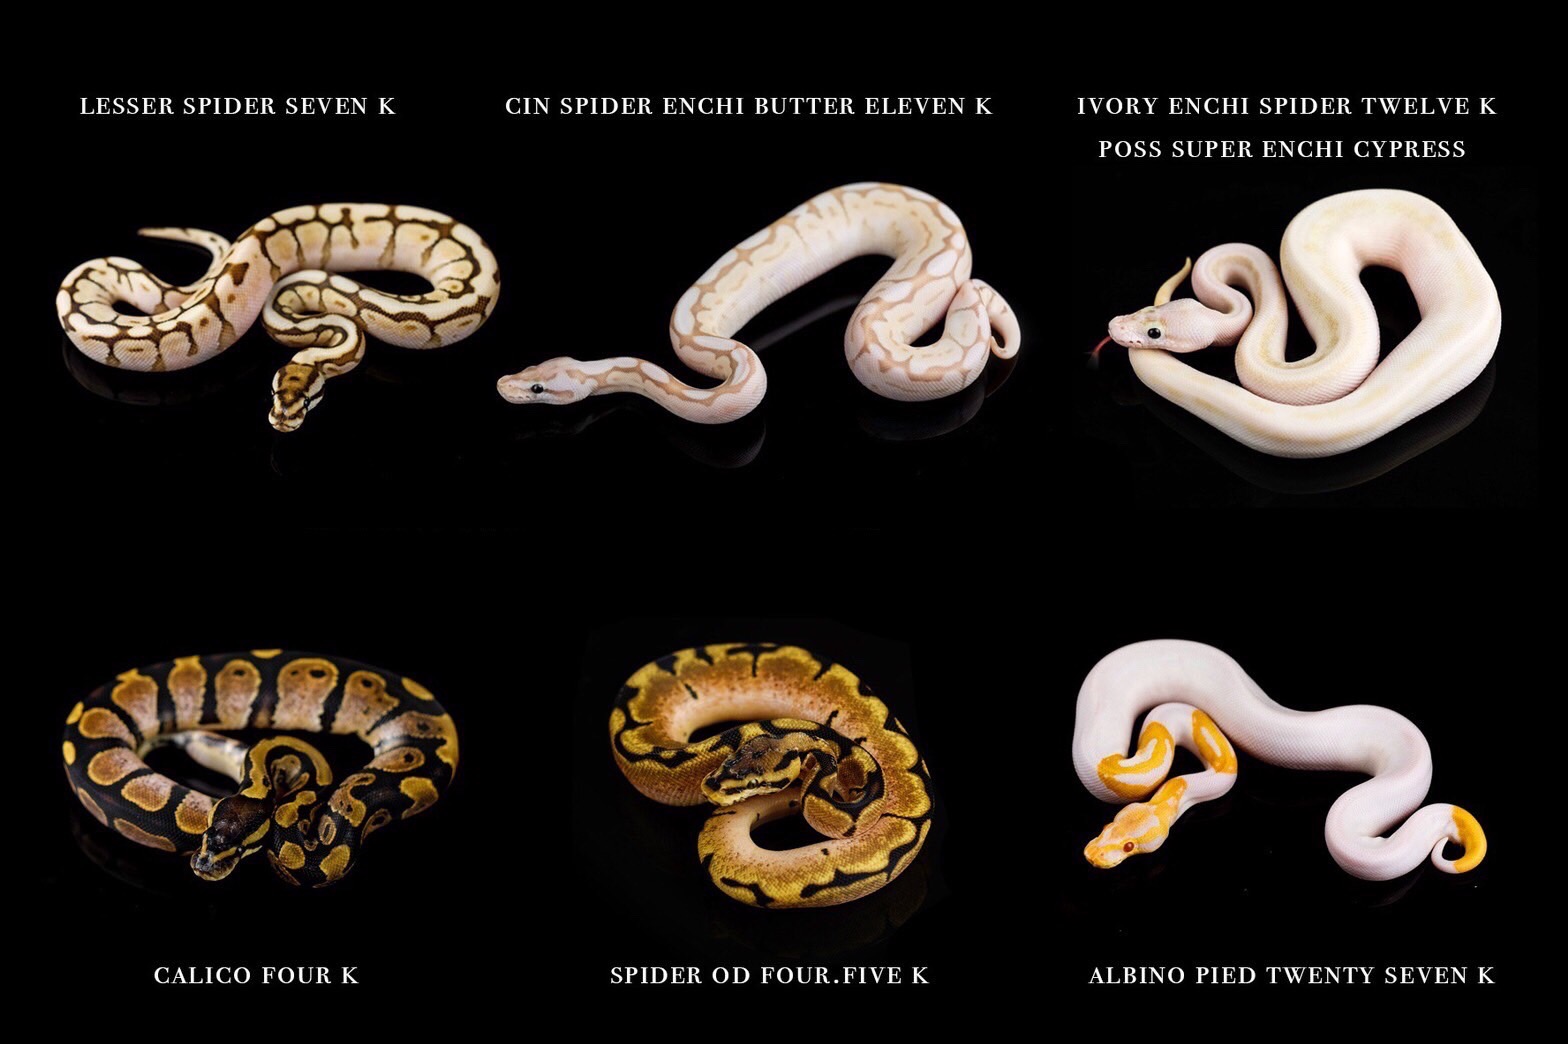 LESSER SPIDER SEVEN K
CIN SPIDER ENCHI BUTTER ELEVEN K
IVORY ENCHI SPIDER TWELVE K
POSS SUPER ENCHI CYPRESS
CALICO FOUR K
SPIDER OD FOUR.FIVE K
ALBINO PIED TWENTY SEVEN K